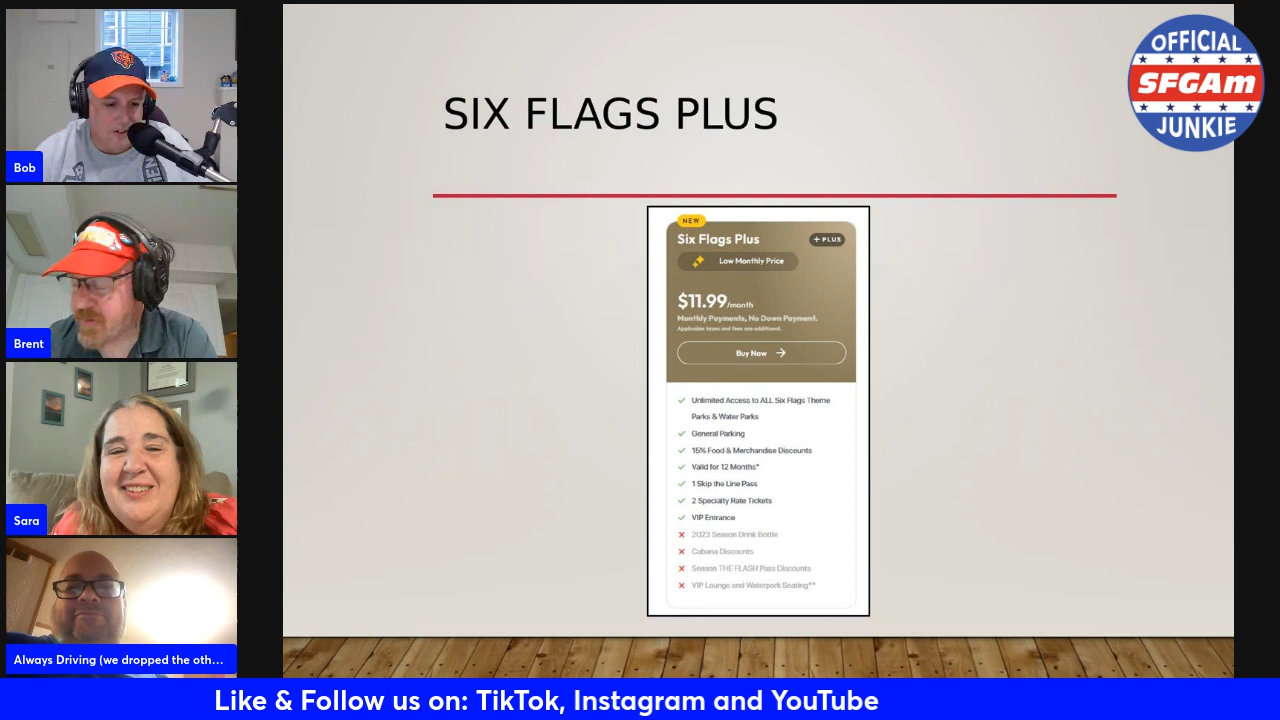 Bob
Brent
Sara
Always Driving (we dropped the oth...
SIX FLAGS PLUS
OFFICIAL
SFGAm
JUNKIE
NEW
Six Flags Plus
+ PLUS
Low Monthly Price
$11.99/month
Monthly Payments, No Down Payment.
Applicable taxes and fees are additional.
Buy Now
Unlimited Access to ALL Six Flags Theme
Parks & Water Parks
General Parking
15% Food & Merchandise Discounts
Valid for 12 Months*
1 Skip the Line Pass
2 Specialty Rate Tickets
VIP Entrance
2023 Season Drink Bottle
Cabana Discounts
Season THE FLASH Pass Discounts
VIP Lounge and Waterpark Seating**
Like & Follow us on: TikTok, Instagram and YouTube